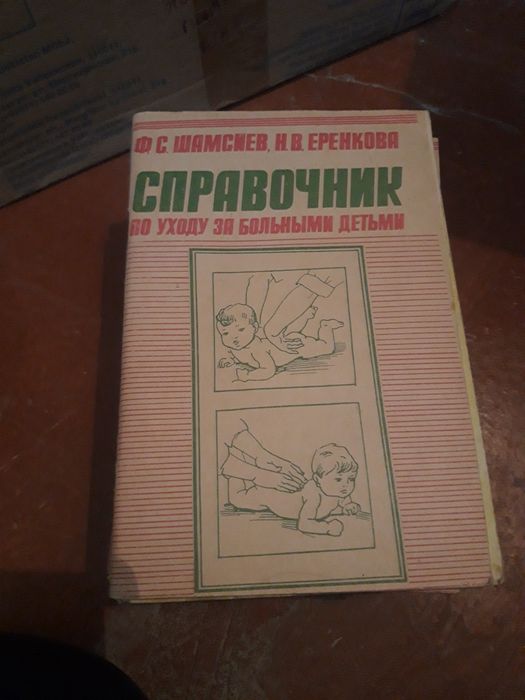 Ф. С. ШАМСИЕВ, Н. В. ЕРЕНКОВА
СПРАВОЧНИК
ПО УХОДУ ЗА БОЛЬНЫМИ ДЕТЬМИ